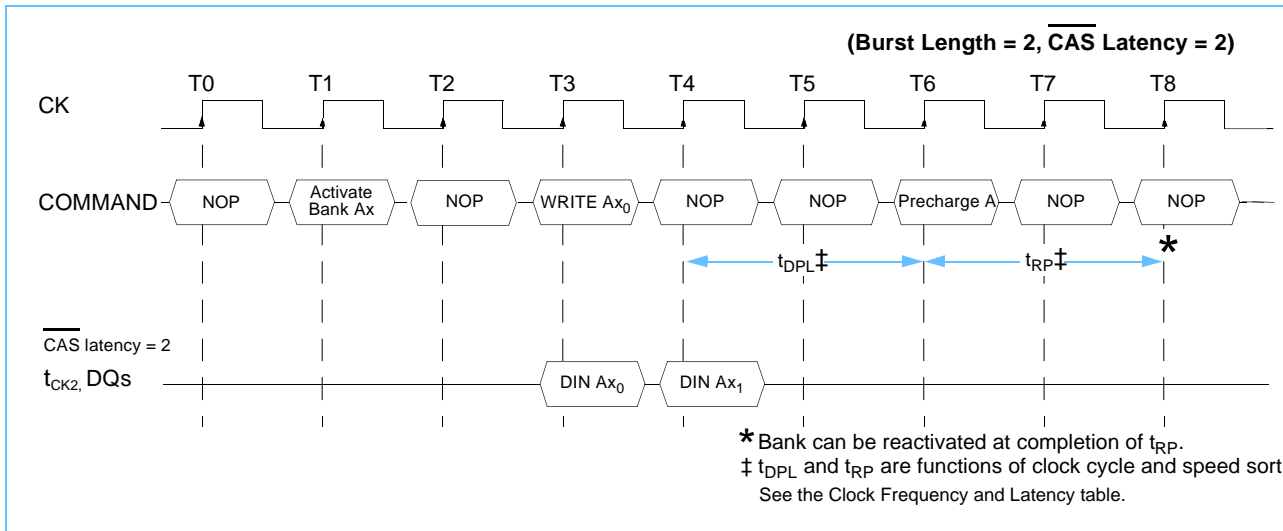 (Burst Length = 2, CAS Latency = 2)
T0 T1 T2 T3 T4 T5 T6 T7 T8
CK
COMMAND NOP Activate Bank Ax NOP WRITE Ax0 NOP NOP Precharge A NOP NOP
*
tDPL‡ tRP‡
CAS latency = 2
tCK2, DQs DIN Ax0 DIN Ax1
* Bank can be reactivated at completion of tRP.
‡ tDPL and tRP are functions of clock cycle and speed sort
See the Clock Frequency and Latency table.